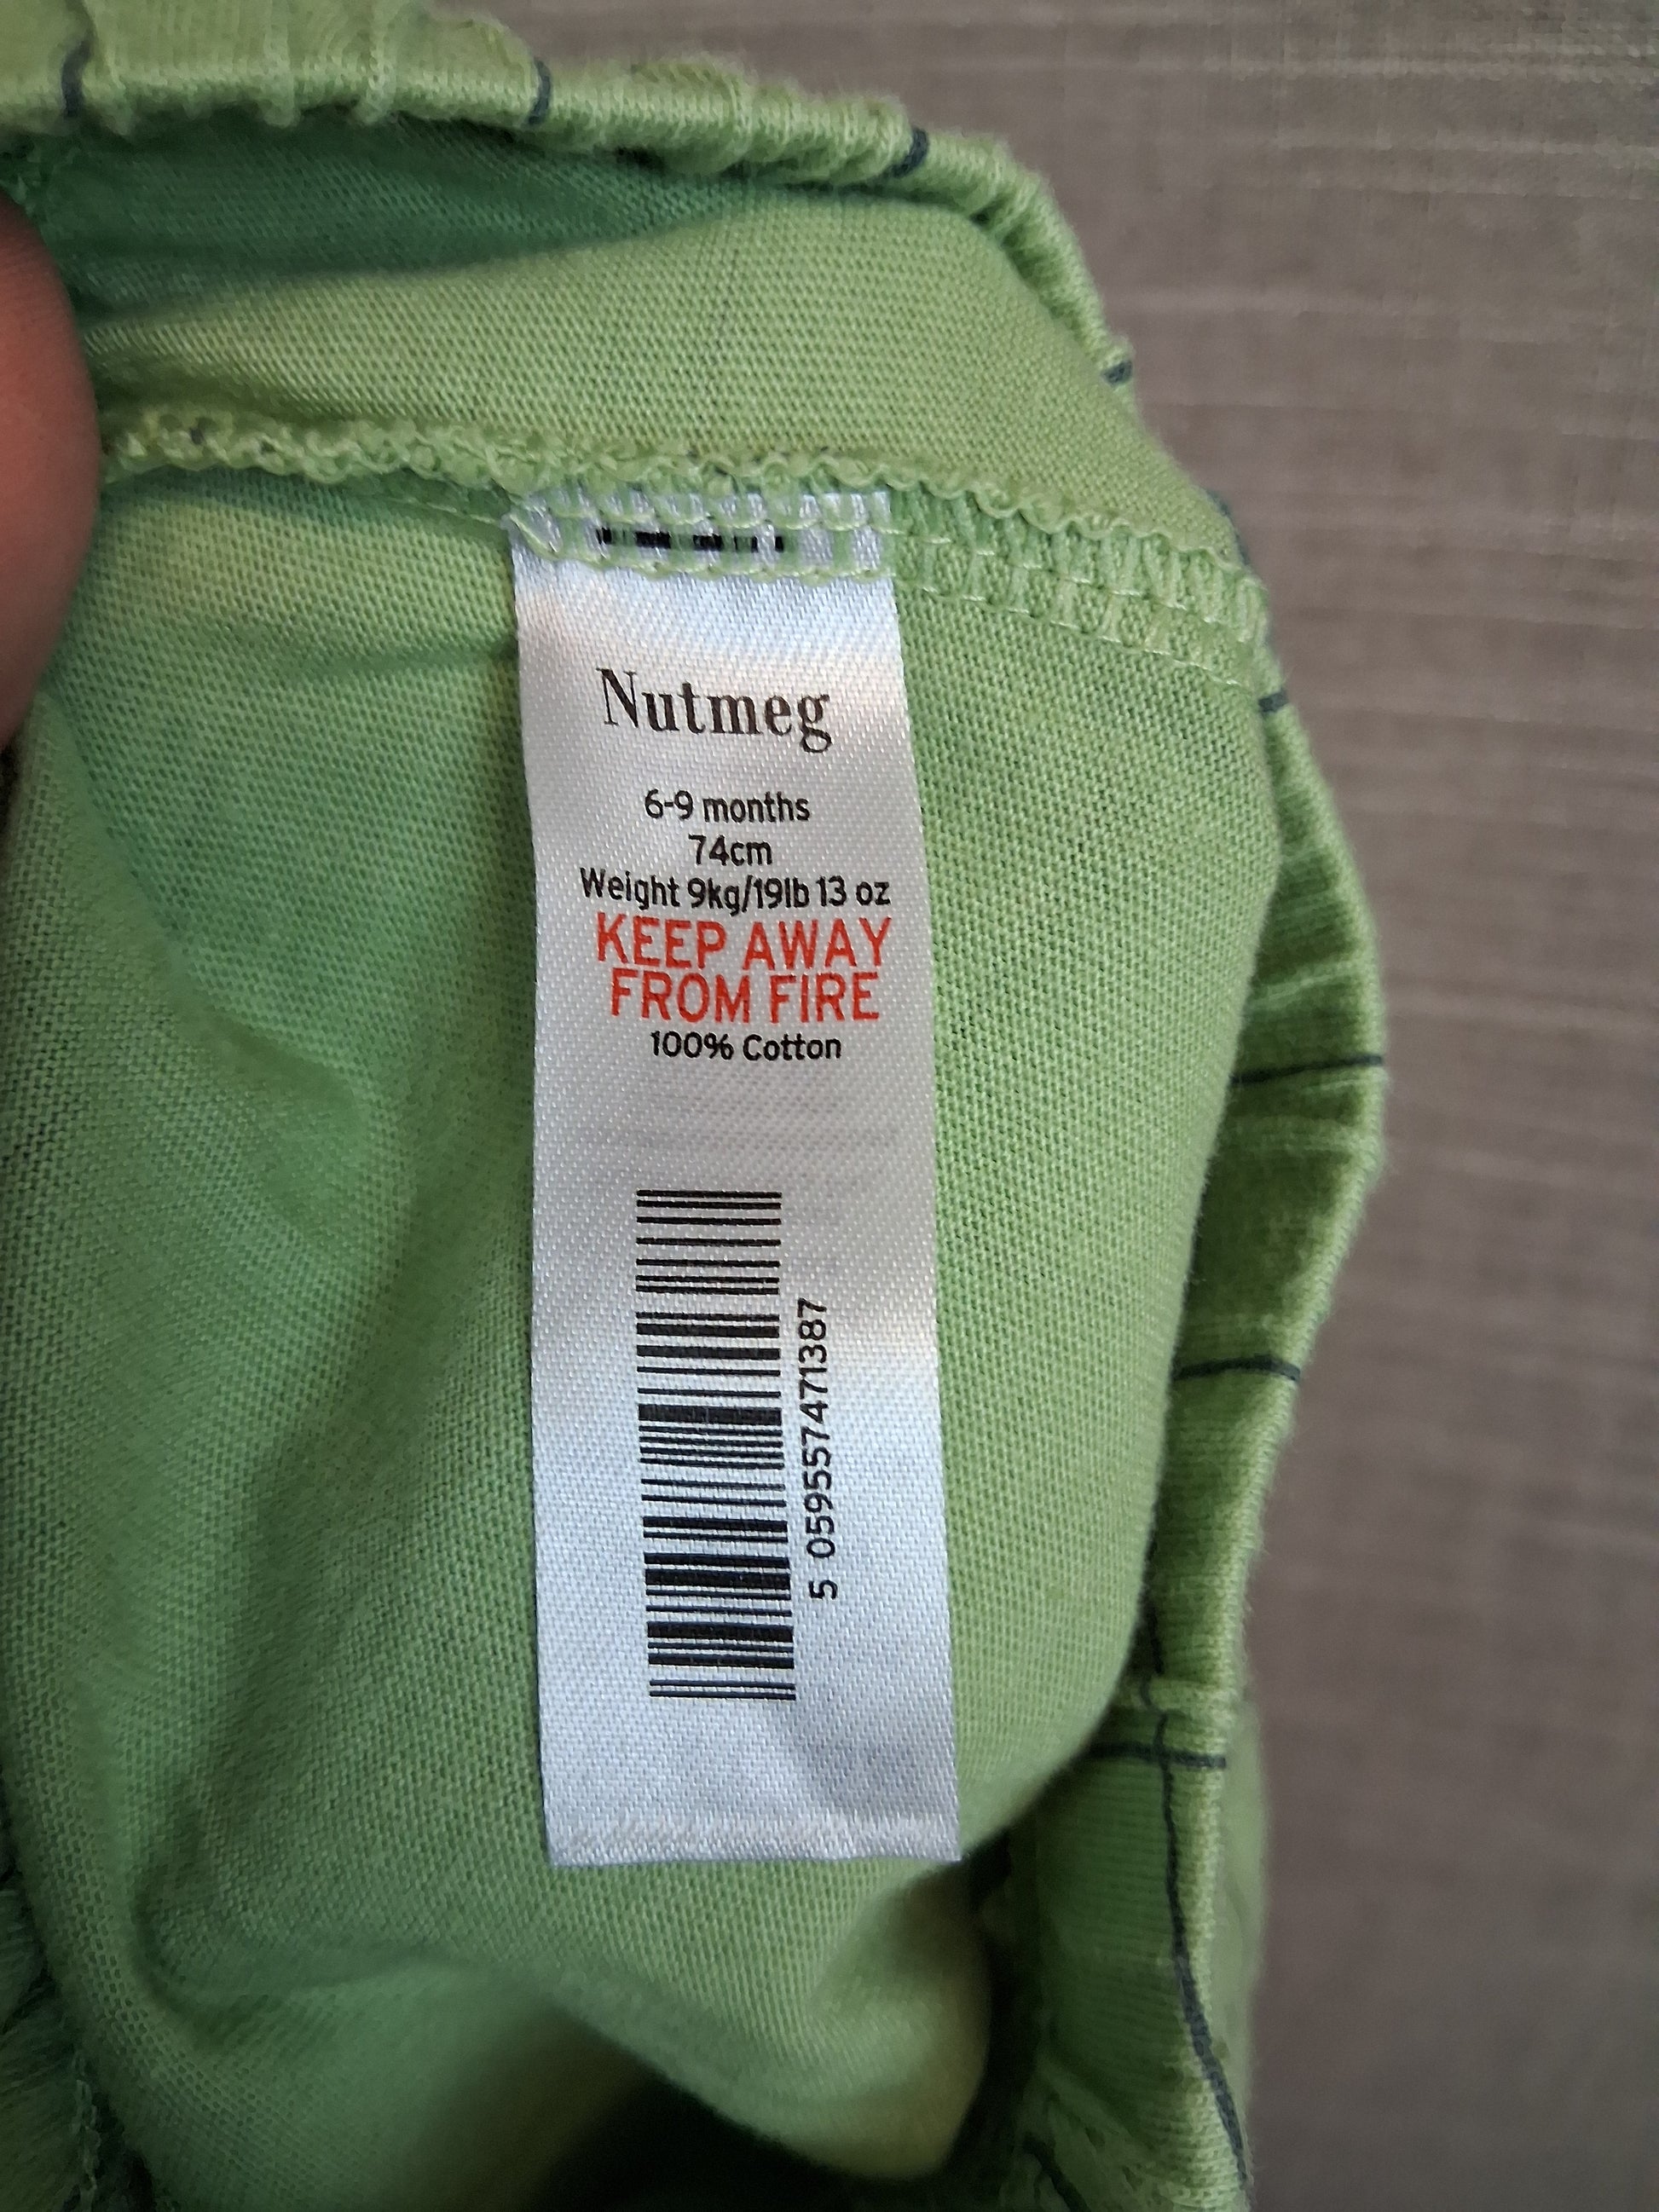 Nutmeg
6-9 months
74cm
Weight 9kg/19lb 13 oz
KEEP AWAY
FROM FIRE
100% Cotton
5 059557471387